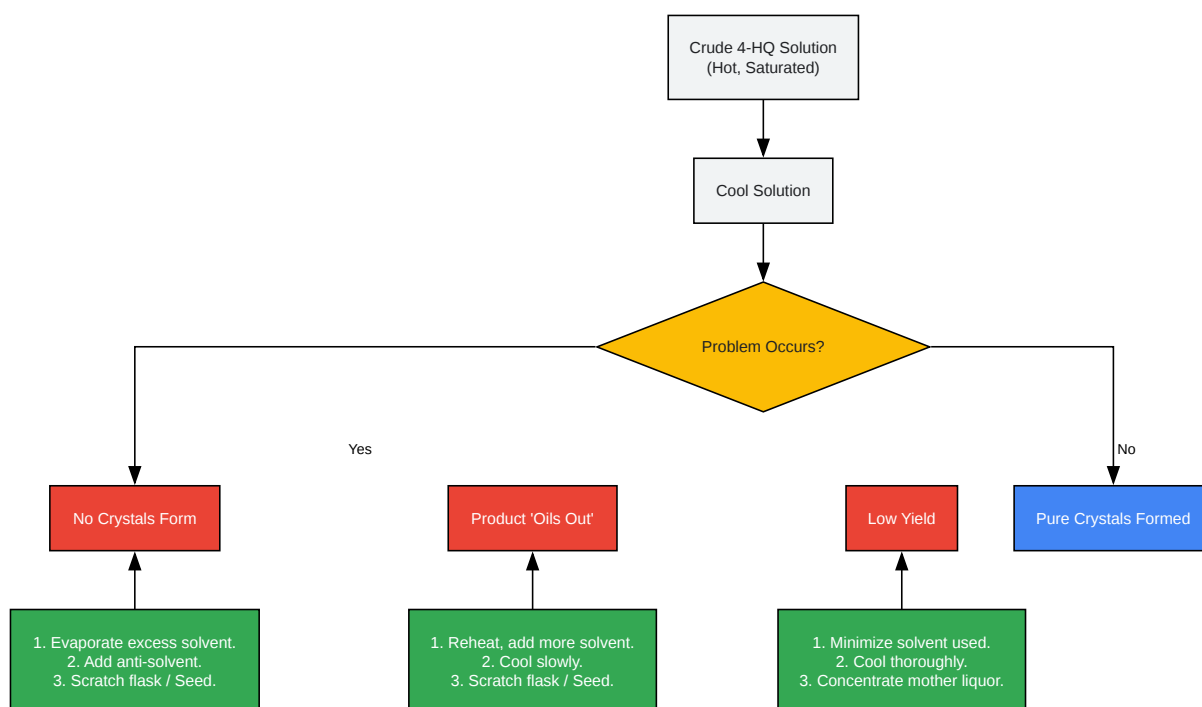 Crude 4-HQ Solution
(Hot, Saturated)
Cool Solution
Problem Occurs?
Yes
No
No Crystals Form
Product 'Oils Out'
Low Yield
Pure Crystals Formed
1. Evaporate excess solvent.
2. Add anti-solvent.
3. Scratch flask / Seed.
1. Reheat, add more solvent.
2. Cool slowly.
3. Scratch flask / Seed.
1. Minimize solvent used.
2. Cool thoroughly.
3. Concentrate mother liquor.